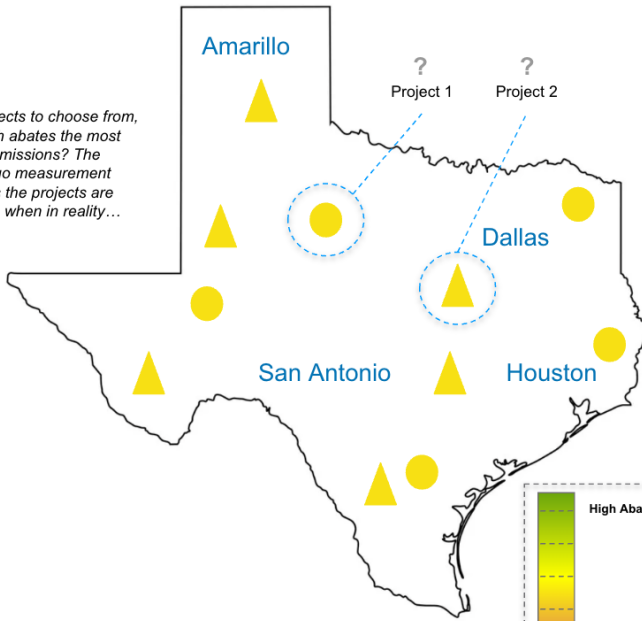 Amarillo
?
?
Project 1
Project 2
ects to choose from,
abates the most
missions? The
measurement
the projects are
when in reality…
Dallas
San Antonio
Houston
High Aba